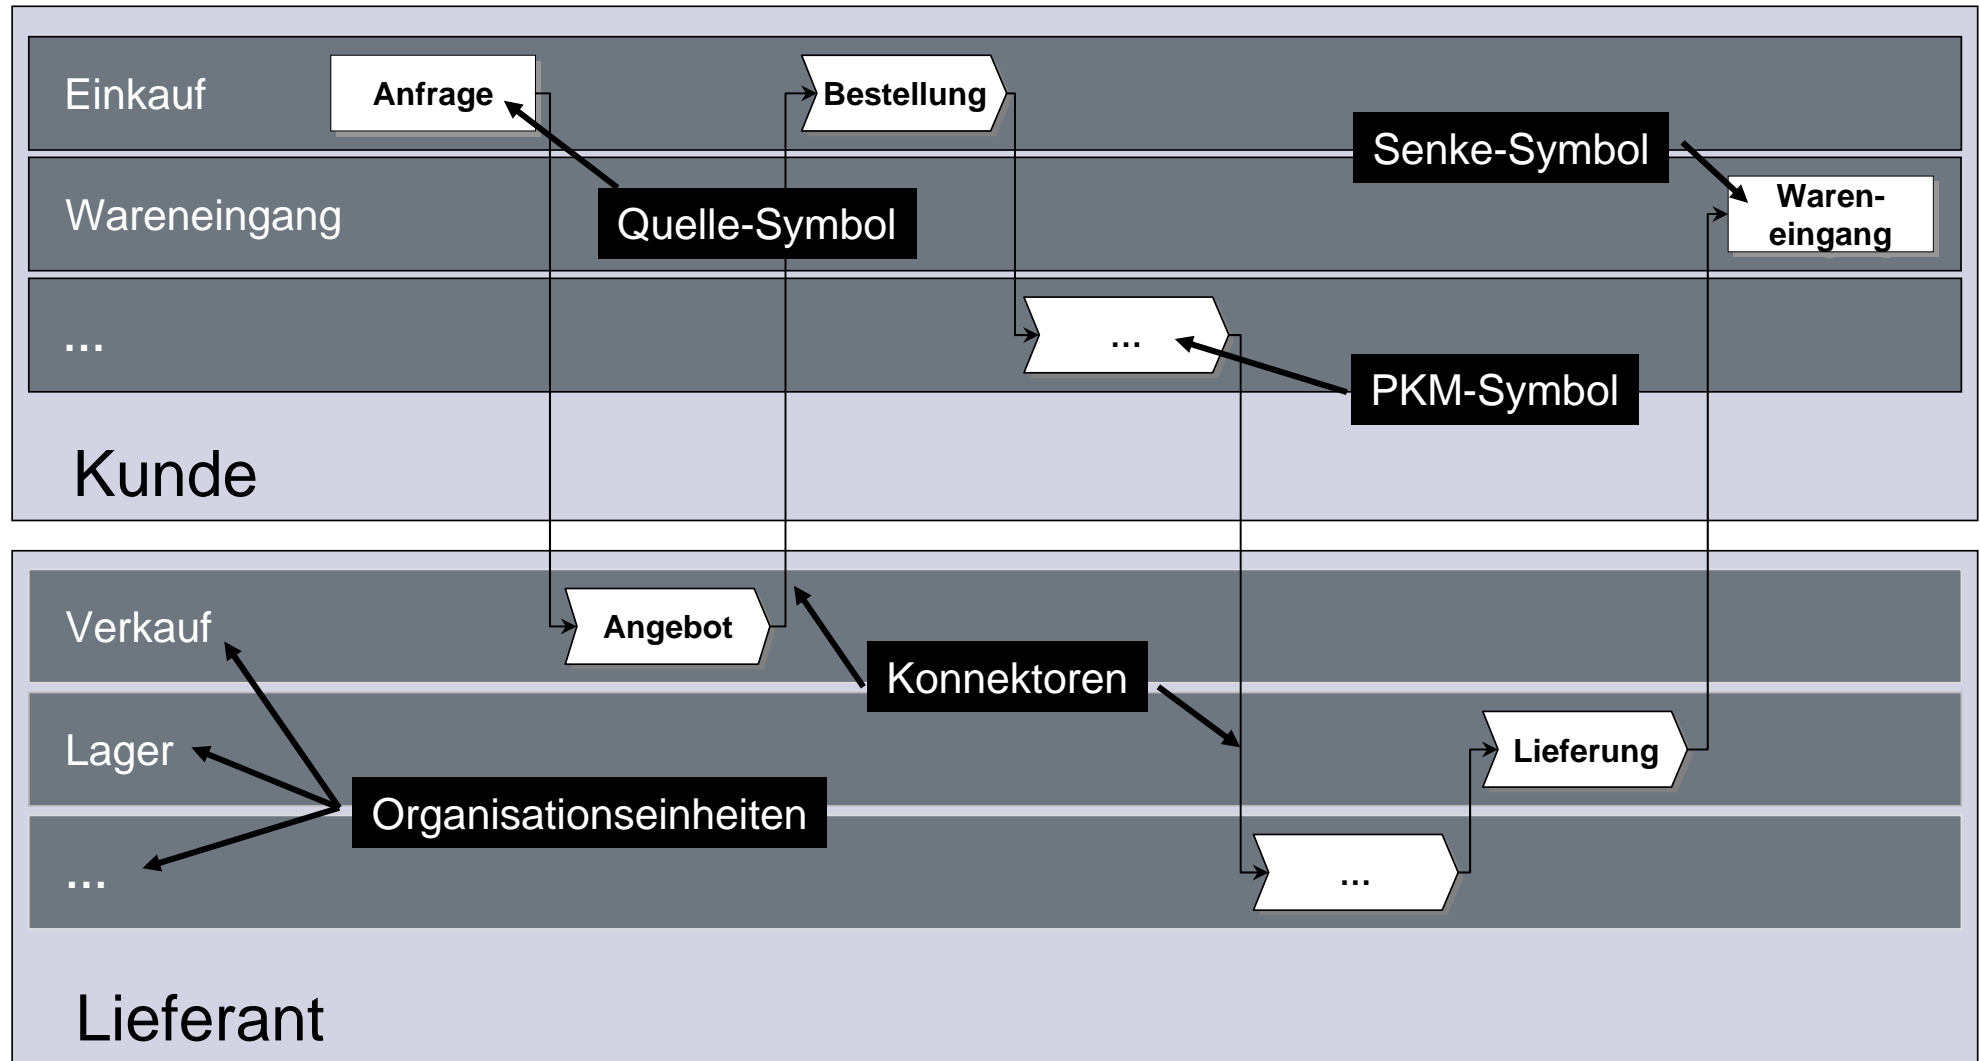 Einkauf
Anfrage
Bestellung
Senke-Symbol
Wareneingang
Quelle-Symbol
Waren-
eingang
...
...
PKM-Symbol
Kunde
Verkauf
Angebot
Konnektoren
Lager
Lieferung
Organisationseinheiten
...
...
Lieferant